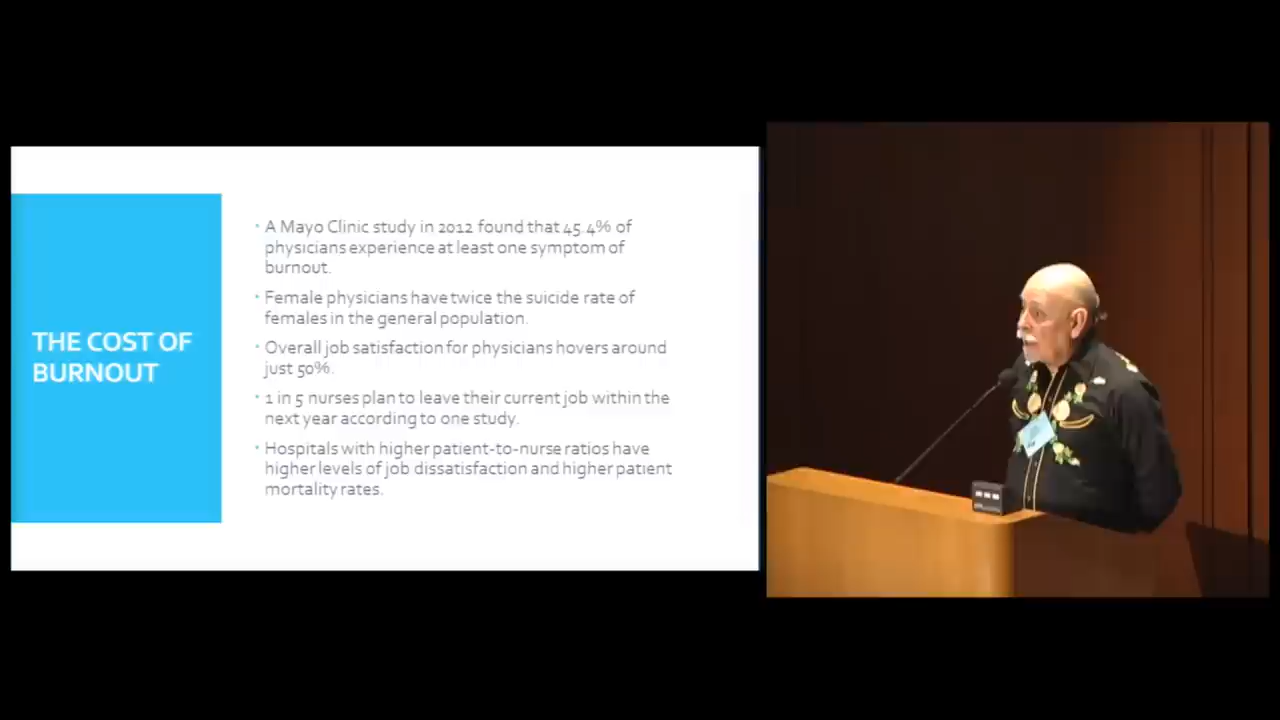 THE COST OF
BURNOUT
A Mayo Clinic study in 2012 found that 45.4% of
physicians experience at least one symptom of
burnout.
Female physicians have twice the suicide rate of
females in the general population.
Overall job satisfaction for physicians hovers around
just 50%.
1 in 5 nurses plan to leave their current job within the
next year according to one study.
Hospitals with higher patient-to-nurse ratios have
higher levels of job dissatisfaction and higher patient
mortality rates.